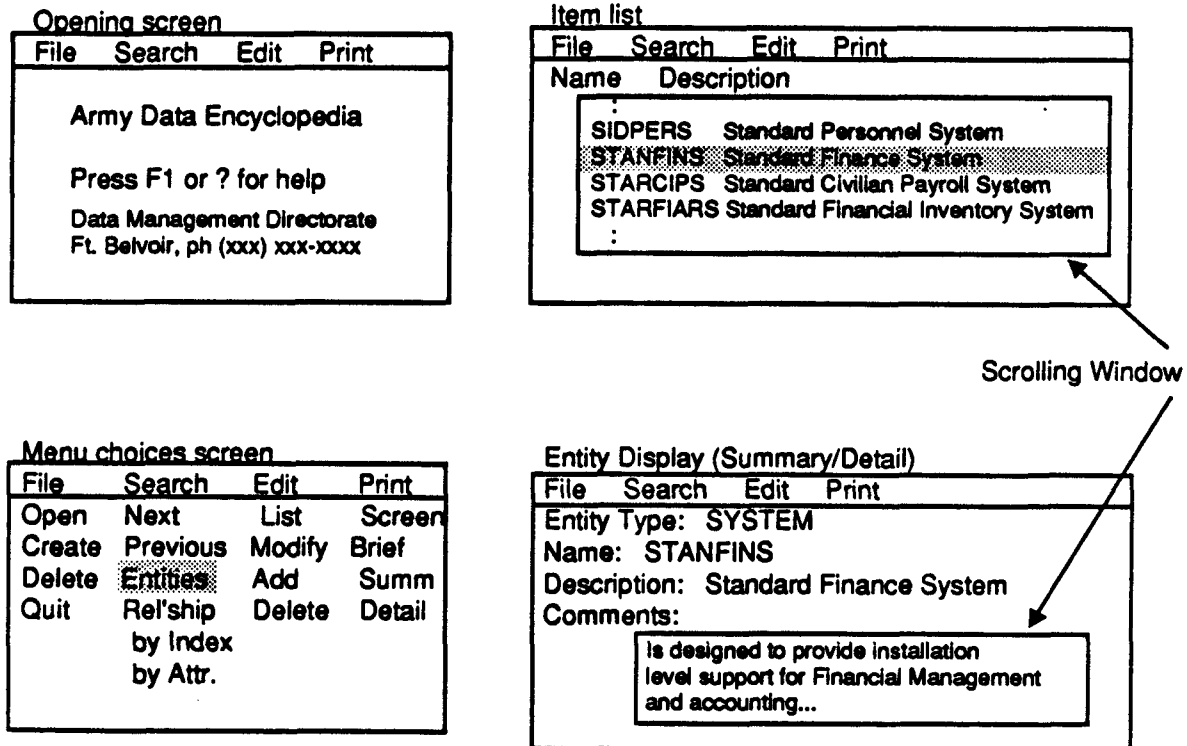 Opening screen
File Search Edit Print
Army Data Encyclopedia
Press F1 or ? for help
Data Management Directorate
Ft. Belvoir, ph (xxx) xxx-xxxx
Item list
File Search Edit Print
Name Description
:
SIDPERS Standard Personnel System
STANFINS Standard Finance System
STARCIPS Standard Civilian Payroll System
STARFIARS Standard Financial Inventory System
:
Scrolling Window
Menu choices screen
File Search Edit Print
Open Next List Screen
Create Previous Modify Brief
Delete Entities Add Summ
Quit Rel'ship Delete Detail
by Index
by Attr.
Entity Display (Summary/Detail)
File Search Edit Print
Entity Type: SYSTEM
Name: STANFINS
Description: Standard Finance System
Comments:
Is designed to provide installation
level support for Financial Management
and accounting...